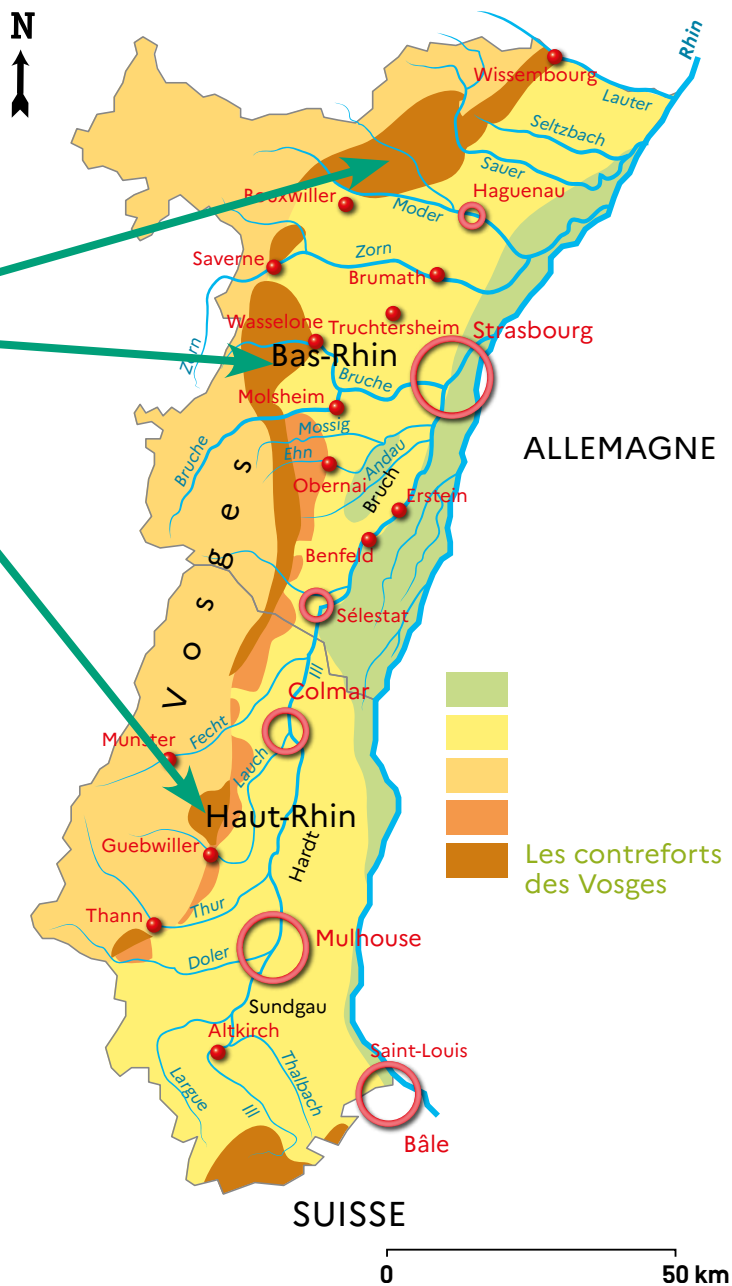 N
Rhin
Wissembourg
Lauter
Seltzbach
Sauer
Haguenau
Bouxwiller
Moder
Saverne
Zorn
Brumath
Zorn
Wasselone
Truchtersheim
Strasbourg
Bas-Rhin
Bruche
Molsheim
Mossig
Bruche
Ehn
Andau
Obernai
Bruch
Erstein
ALLEMAGNE
Benfeld
Vosges
Sélestat
Ill
Colmar
Fecht
Munster
Lauch
Haut-Rhin
Guebwiller
Hardt
Les contreforts
des Vosges
Thur
Thann
Mulhouse
Doler
Sundgau
Altkirch
Saint-Louis
Largue
Ill
Thalbach
Bâle
SUISSE
0
50 km